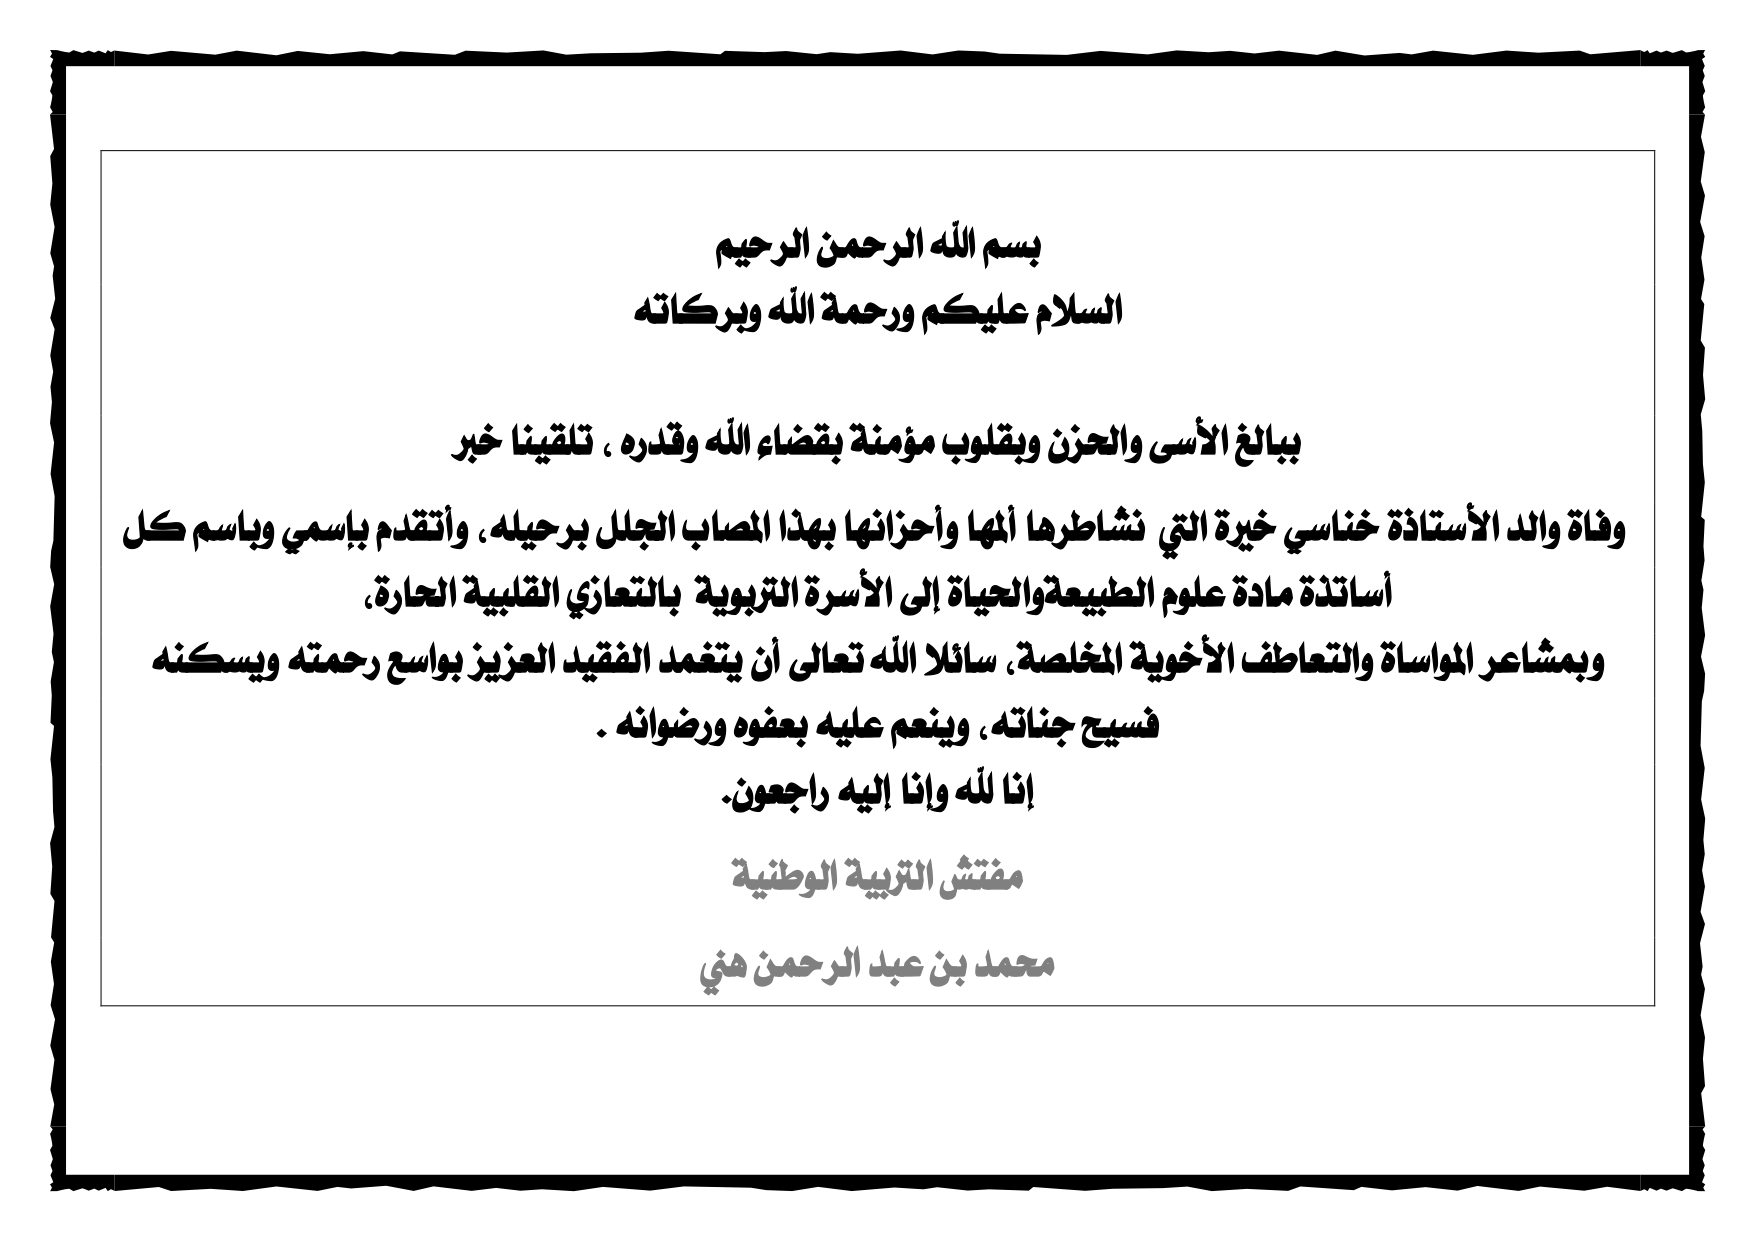 بسم الله الرحمن الرحيم
السلام عليكم ورحمة الله وبركاته
ببالغ الأسى والحزن وبقلوب مؤمنة بقضاء الله وقدره ، تلقينا خبر
وفاة والد الأستاذة خناسي خيرة التي نشاطرها ألمها وأحزانها بهذا المصاب الجلل برحيله، وأتقدم بإسمي وباسم كل
أساتذة مادة علوم الطبيعةوالحياة إلى الأسرة التربوية بالتعازي القلبية الحارة،
وبمشاعر المواساة والتعاطف الأخوية المخلصة، سائلا الله تعالى أن يتغمد الفقيد العزيز بواسع رحمته ويسكنه
فسيح جناته، وينعم عليه بعفوه ورضوانه .
إنا لله وإنا إليه راجعون.
مفتش التربية الوطنية
محمد بن عبد الرحمن هني